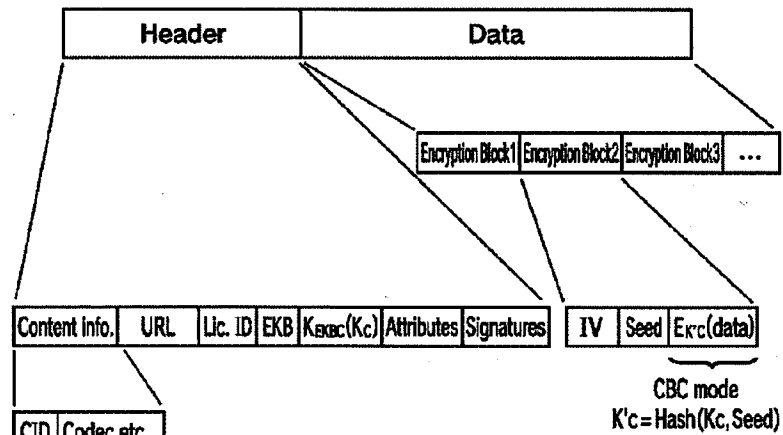 Header Data
Encryption Block1 Encryption Block2 Encryption Block3 ...
Content info. URL Lic. ID EKB KEKBC(Kc) Attributes Signatures IV Seed EK'C(data)
CBC mode
K'c = Hash(Kc, Seed)
CID Codec etc.